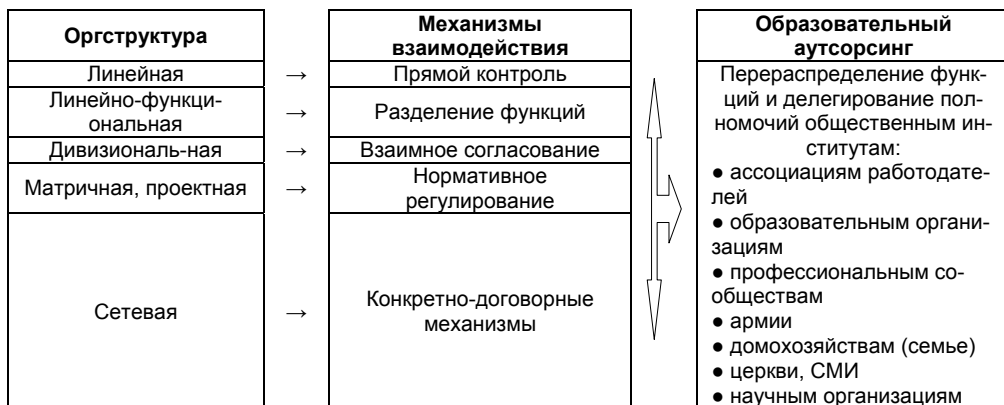 Оргструктура
Механизмы
взаимодействия
Образовательный
аутсорсинг
Линейная
→
Прямой контроль
Линейно-функци-
ональная
→
Разделение функций
Дивизиональ-ная
→
Взаимное согласование
Матричная, проектная
→
Нормативное
регулирование
Сетевая
→
Конкретно-договорные
механизмы
Перераспределение функ-
ций и делегирование пол-
номочий общественным ин-
ститутам:
● ассоциациям работодате-
лей
● образовательным органи-
зациям
● профессиональным со-
обществам
● армии
● домохозяйствам (семье)
● церкви, СМИ
● научным организациям